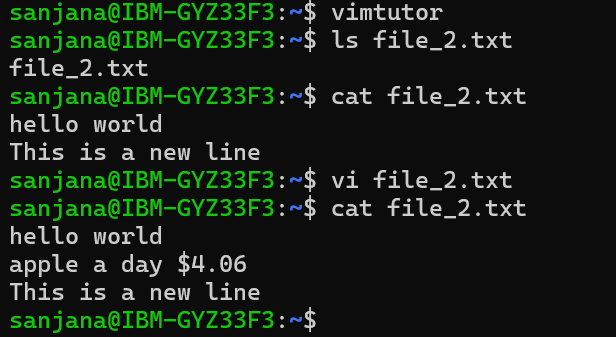 sanjana@IBM-GYZ33F3:~$ vimtutor
sanjana@IBM-GYZ33F3:~$ ls file_2.txt
file_2.txt
sanjana@IBM-GYZ33F3:~$ cat file_2.txt
hello world
This is a new line
sanjana@IBM-GYZ33F3:~$ vi file_2.txt
sanjana@IBM-GYZ33F3:~$ cat file_2.txt
hello world
apple a day $4.06
This is a new line
sanjana@IBM-GYZ33F3:~$